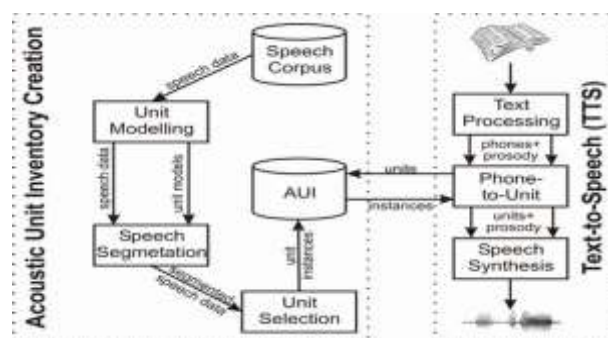 Acoustic Unit Inventory Creation
Speech
Corpus
speech data
Unit
Modelling
speech data
unit models
Speech
Segmetation
segmented
speech data
Unit
Selection
unit
instances
AUI
units
instances
Text
Processing
phones+
prosody
Phone-
to-Unit
units+
prosody
Speech
Synthesis
Text-to-Speech (TTS)